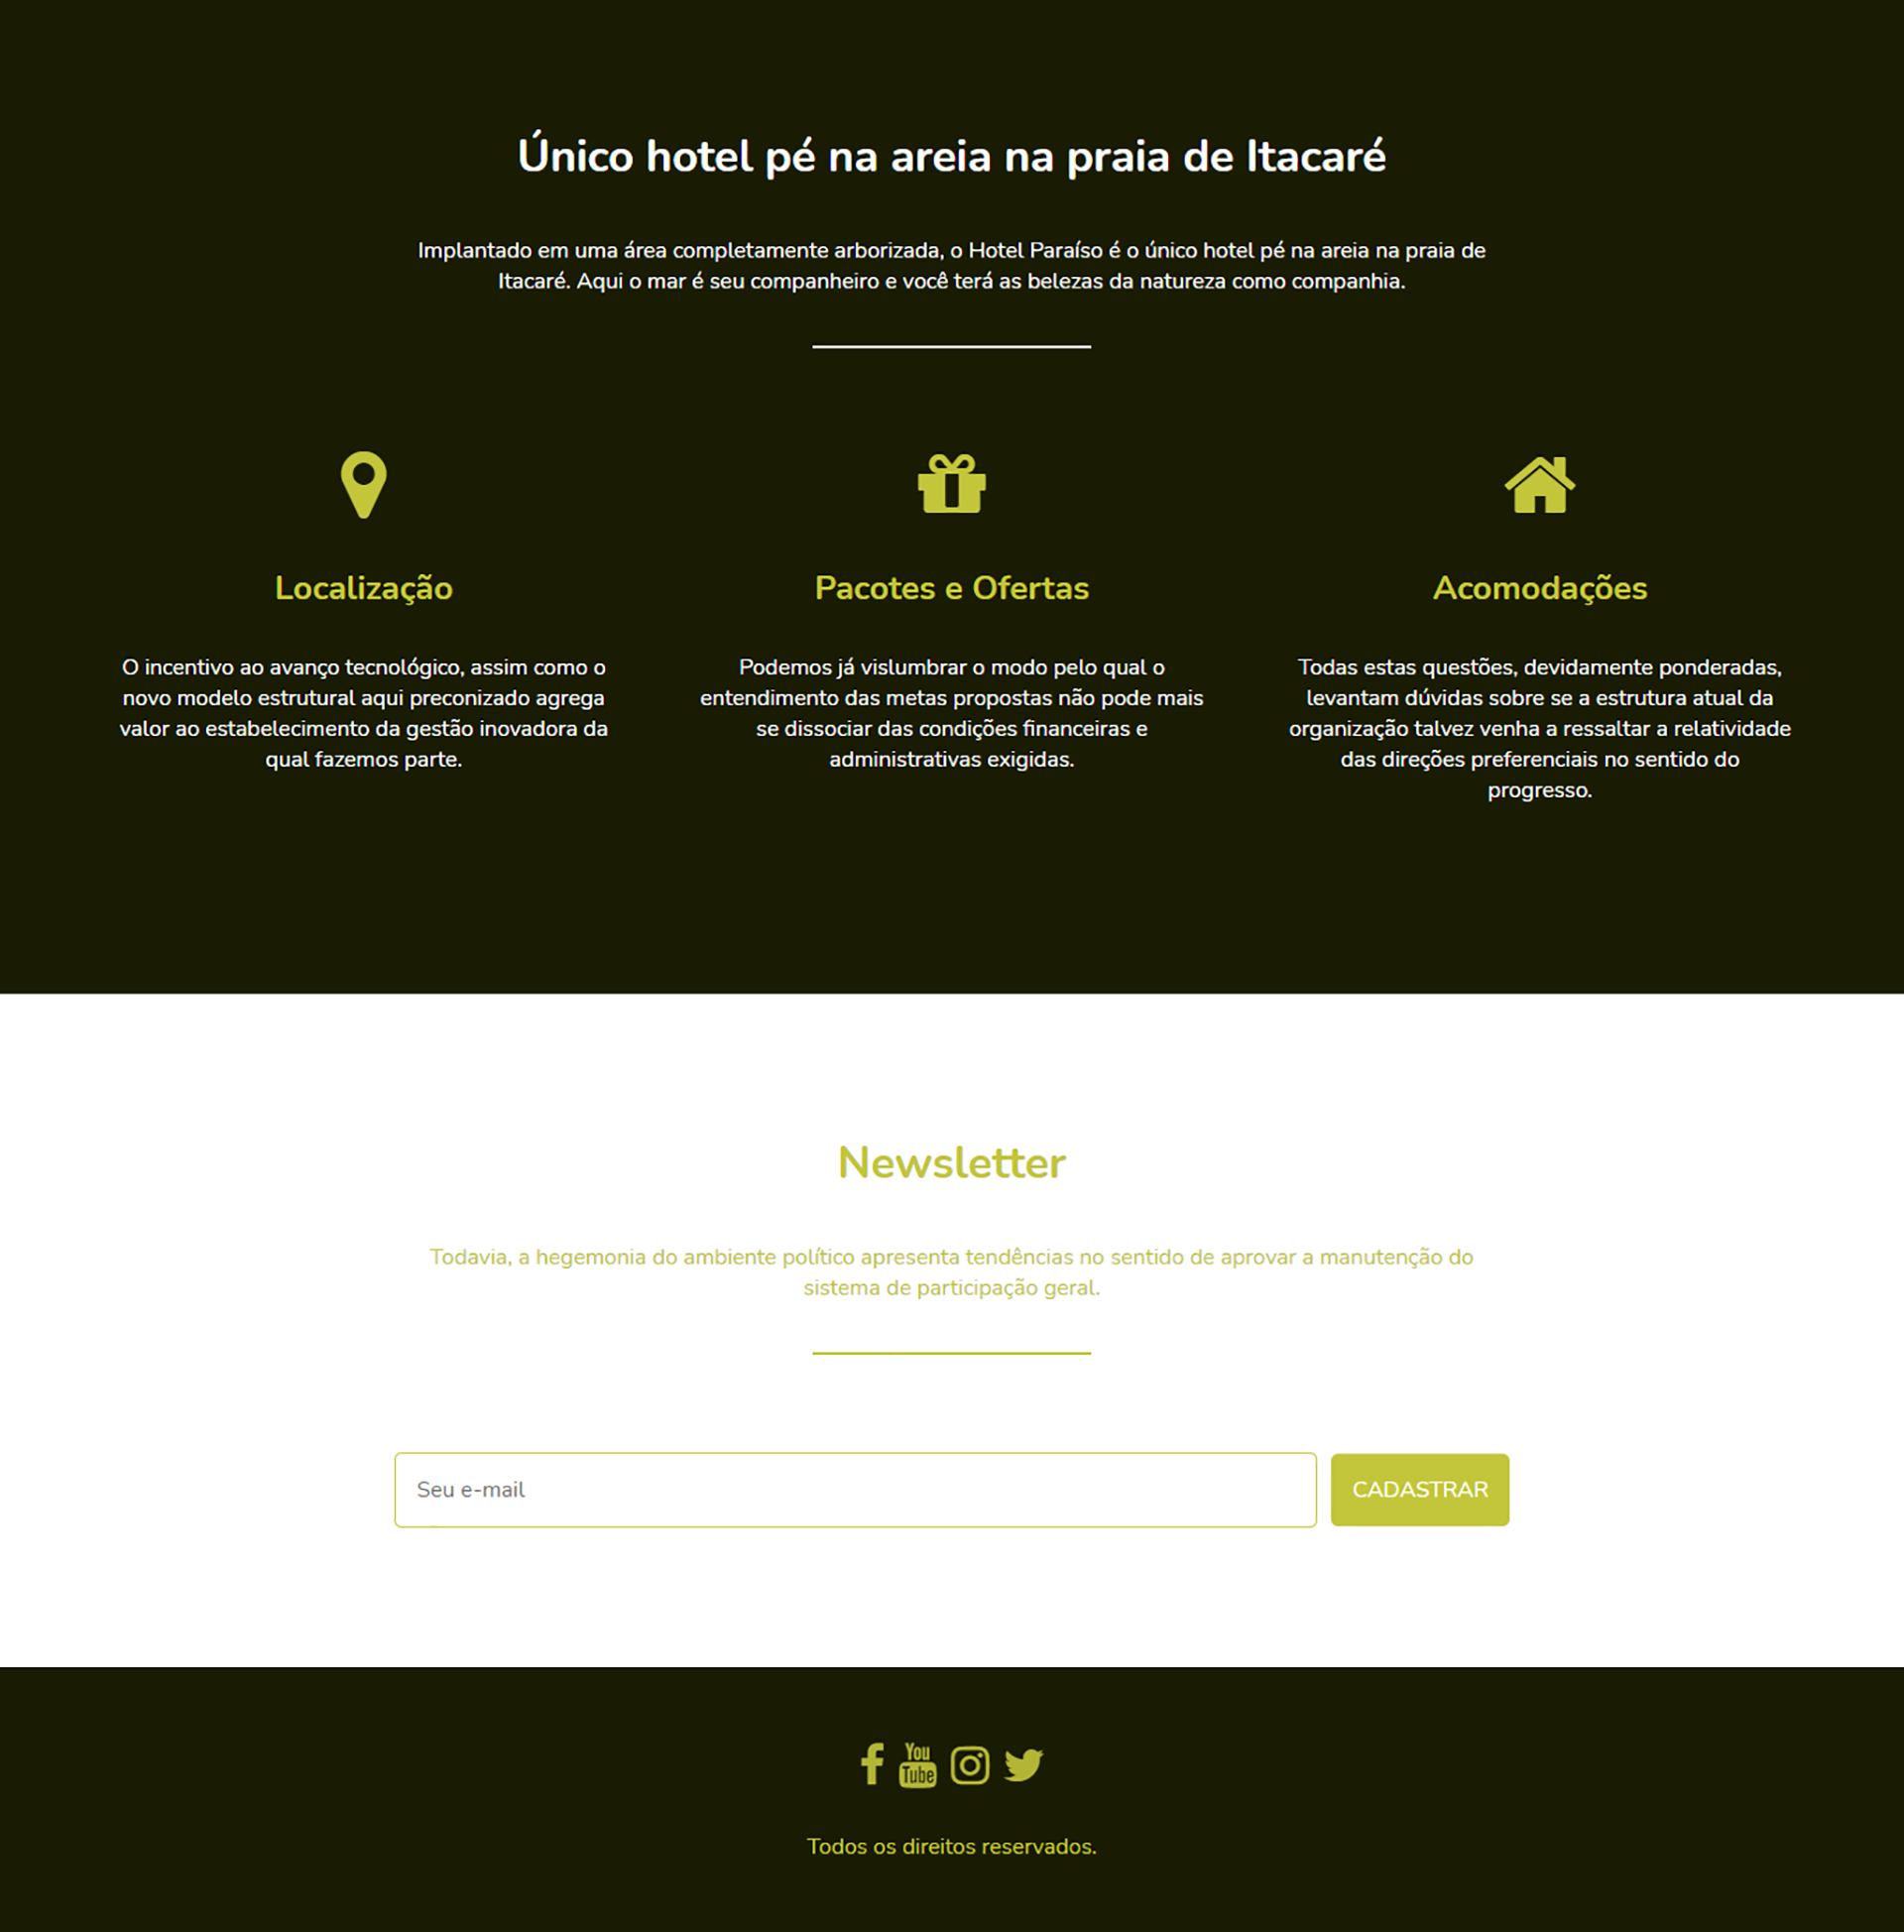 Único hotel pé na areia na praia de Itacaré
Implantado em uma área completamente arborizada, o Hotel Paraíso é o único hotel pé na areia na praia de
Itacaré. Aqui o mar é seu companheiro e você terá as belezas da natureza como companhia.
Localização
O incentivo ao avanço tecnológico, assim como o
novo modelo estrutural aqui preconizado agrega
valor ao estabelecimento da gestão inovadora da
qual fazemos parte.
Pacotes e Ofertas
Podemos já vislumbrar o modo pelo qual o
entendimento das metas propostas não pode mais
se dissociar das condições financeiras e
administrativas exigidas.
Acomodações
Todas estas questões, devidamente ponderadas,
levantam dúvidas sobre se a estrutura atual da
organização talvez venha a ressaltar a relatividade
das direções preferenciais no sentido do
progresso.
Newsletter
Todavia, a hegemonia do ambiente político apresenta tendências no sentido de aprovar a manutenção do
sistema de participação geral.
Seu e-mail
CADASTRAR
You
Tube
Todos os direitos reservados.